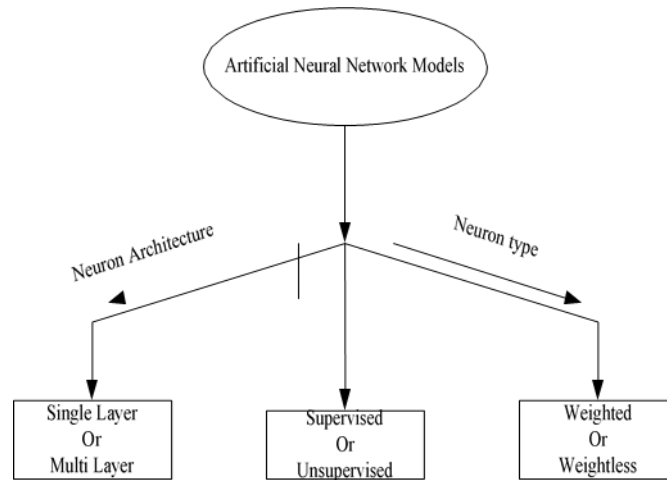 Artificial Neural Network Models
Neuron Architecture
Neuron type
Single Layer
Or
Multi Layer
Supervised
Or
Unsupervised
Weighted
Or
Weightless